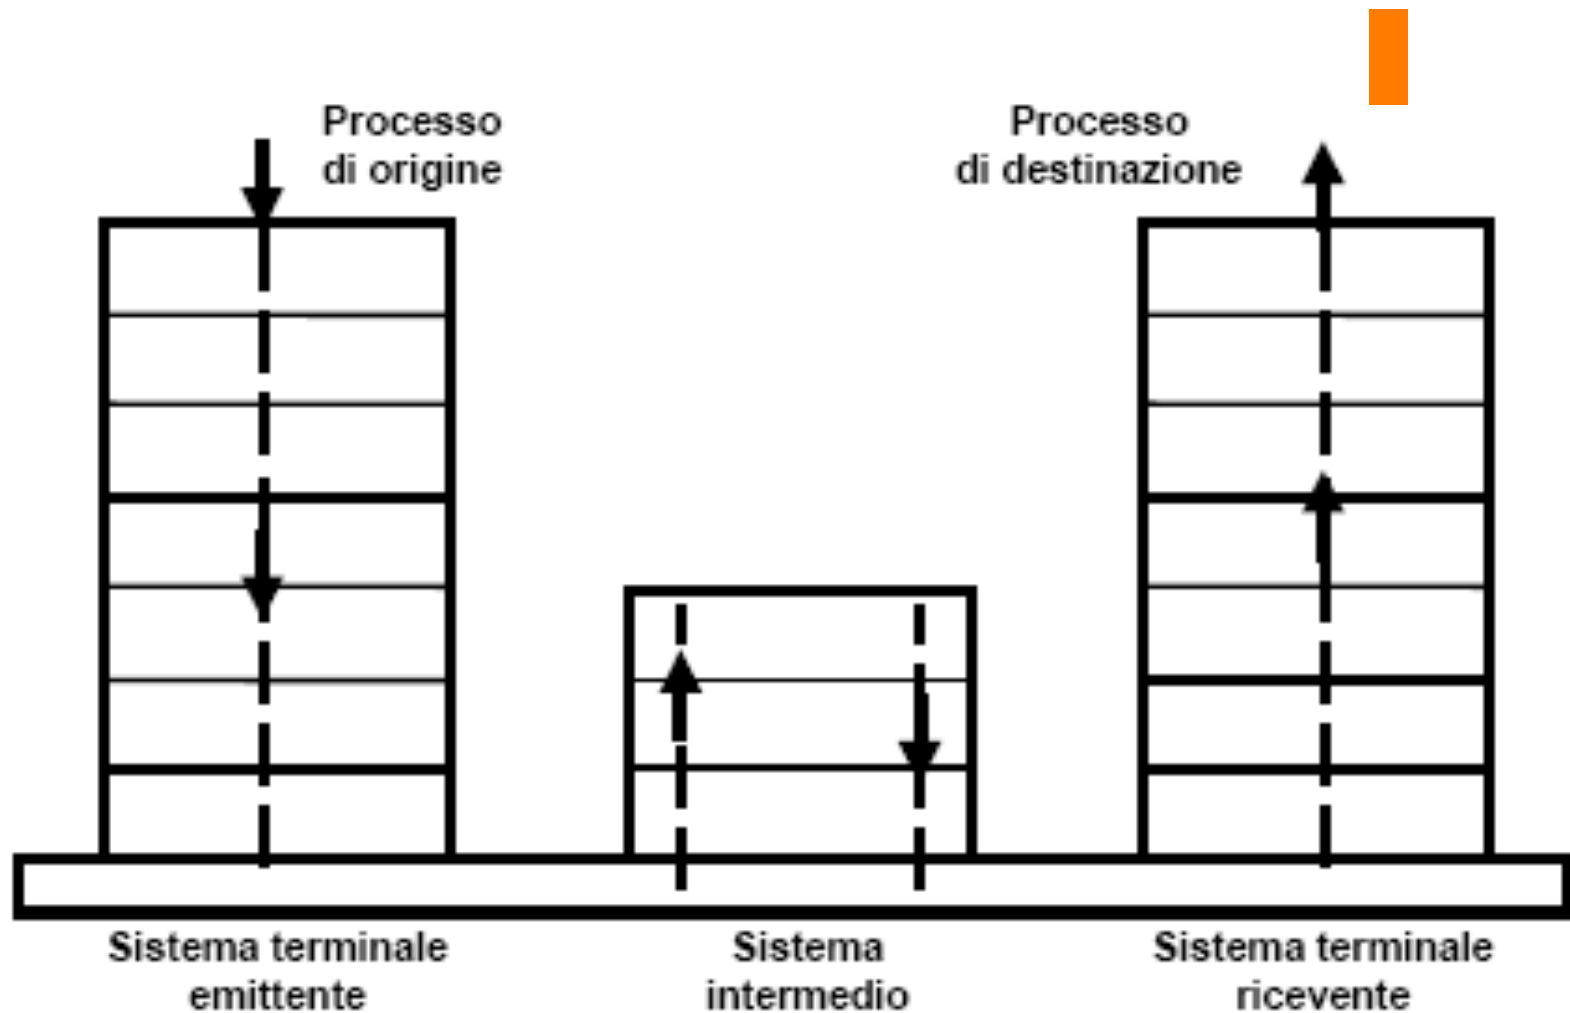 Processo
di origine
Processo
di destinazione
Sistema terminale
emittente
Sistema
intermedio
Sistema terminale
ricevente